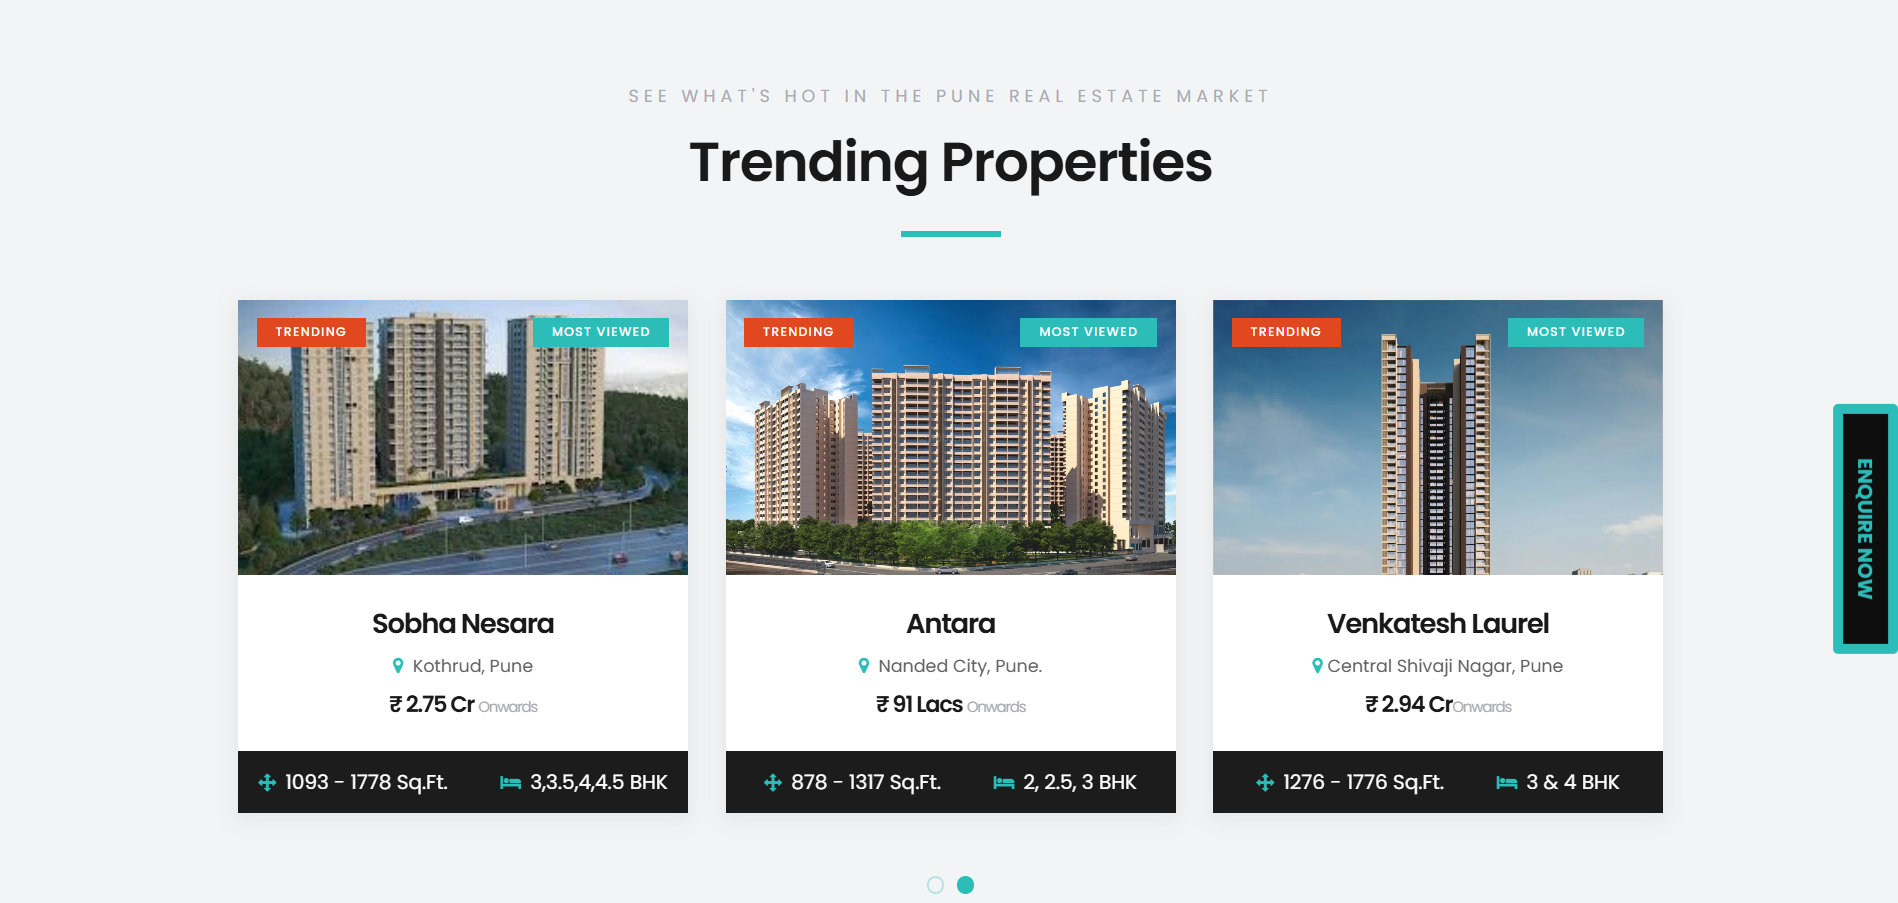 SEE WHAT'S HOT IN THE PUNE REAL ESTATE MARKET
Trending Properties
TRENDING
MOST VIEWED
Sobha Nesara
Kothrud, Pune
₹ 2.75 Cr Onwards
1093 - 1778 Sq.Ft.
3,3.5,4,4.5 BHK
TRENDING
MOST VIEWED
Antara
Nanded City, Pune.
₹ 91 Lacs Onwards
878 - 1317 Sq.Ft.
2, 2.5, 3 BHK
TRENDING
MOST VIEWED
Venkatesh Laurel
Central Shivaji Nagar, Pune
₹ 2.94 CrOnwards
1276 - 1776 Sq.Ft.
3 & 4 BHK
ENQUIRE NOW